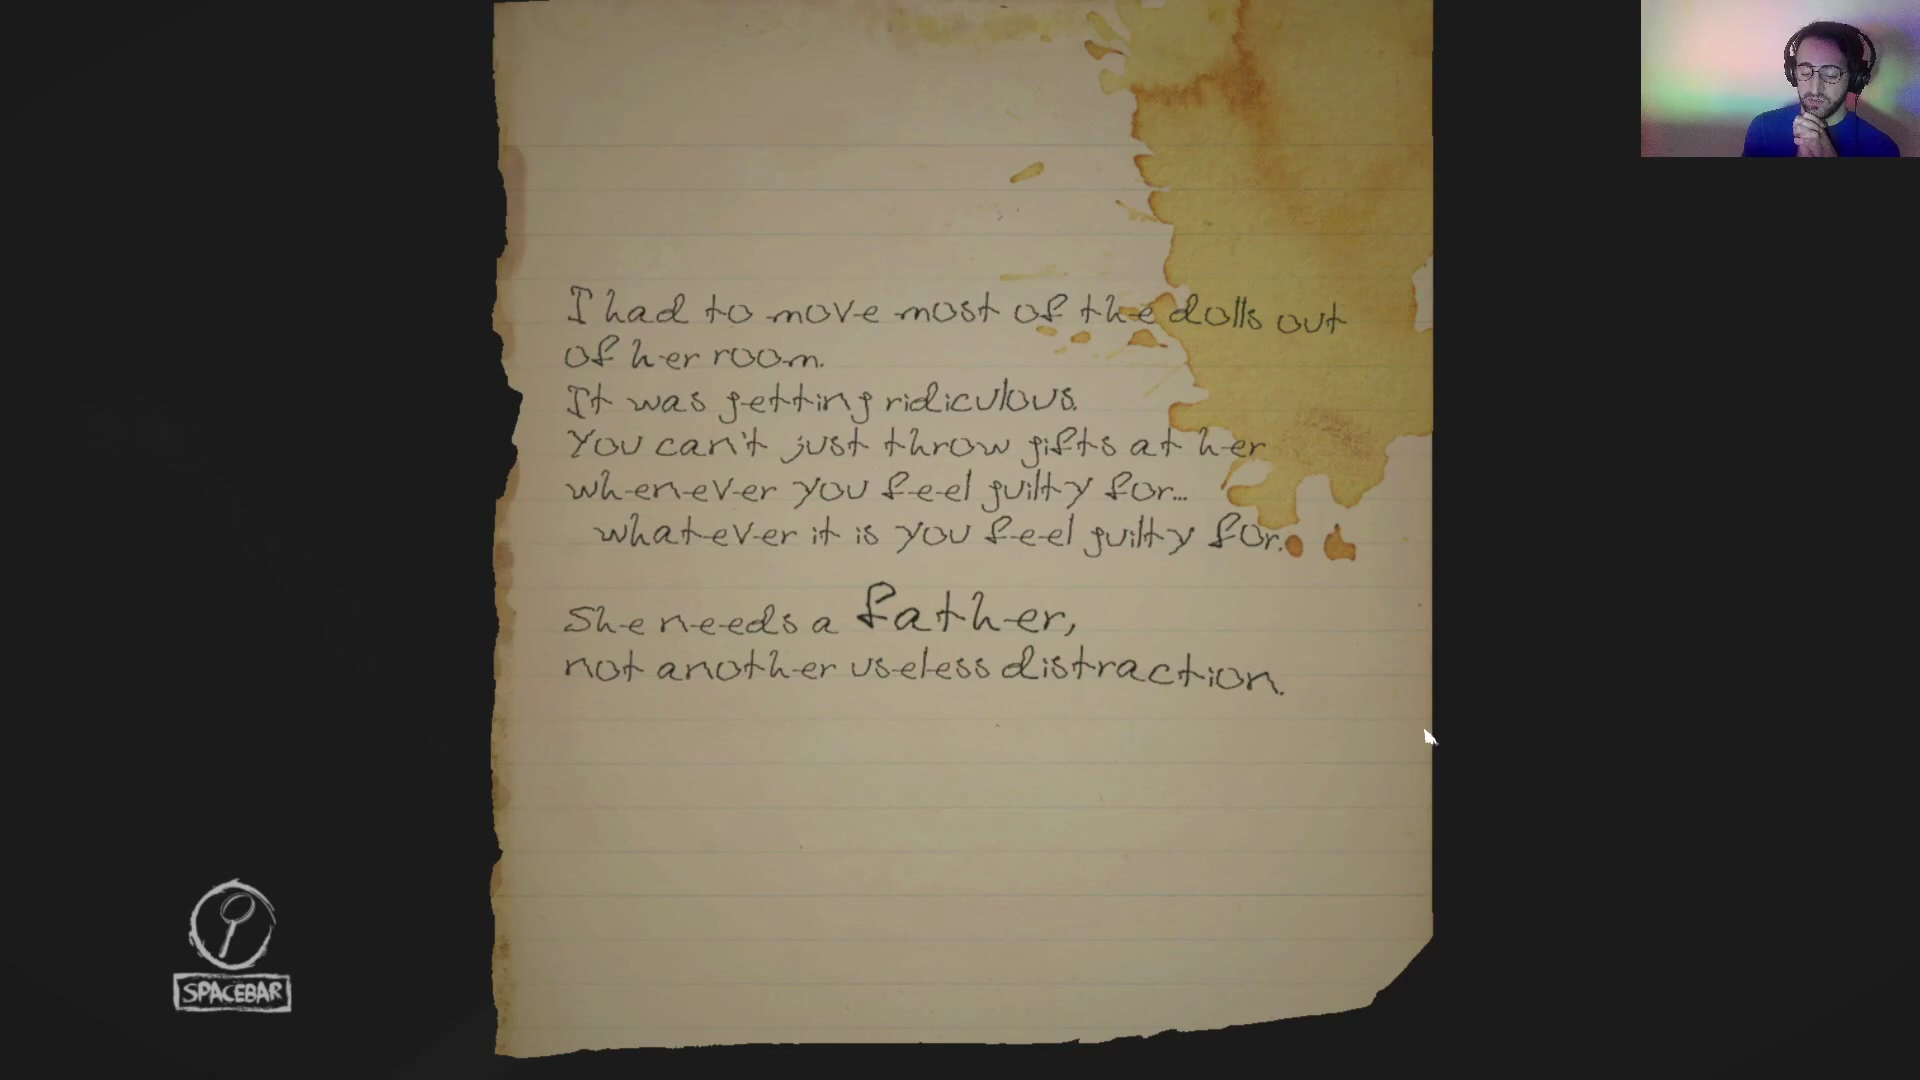 I had to move most of the dolls out
of her room.
It was getting ridiculous.
You can't just throw gifts at her
whenever you feel guilty for...
whatever it is you feel guilty for.
She needs a father,
not another useless distraction.
SPACEBAR